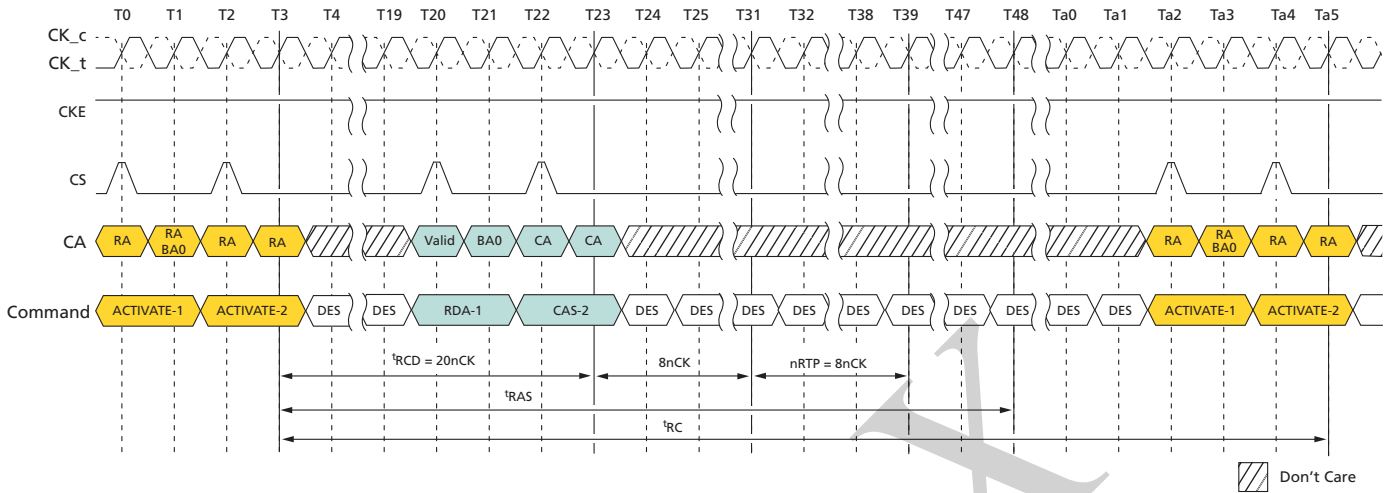 T0 T1 T2 T3 T4 T19 T20 T21 T22 T23 T24 T25 T31 T32 T38 T39 T47 T48 Ta0 Ta1 Ta2 Ta3 Ta4 Ta5
CK_c
CK_t
CKE
CS
CA RA RA BA0 RA RA Valid BA0 CA CA RA RA BA0 RA RA
Command ACTIVATE-1 ACTIVATE-2 DES DES RDA-1 CAS-2 DES DES DES DES DES DES DES DES DES DES ACTIVATE-1 ACTIVATE-2
tRCD = 20nCK 8nCK nRTP = 8nCK
tRAS
tRC
X
Don't Care